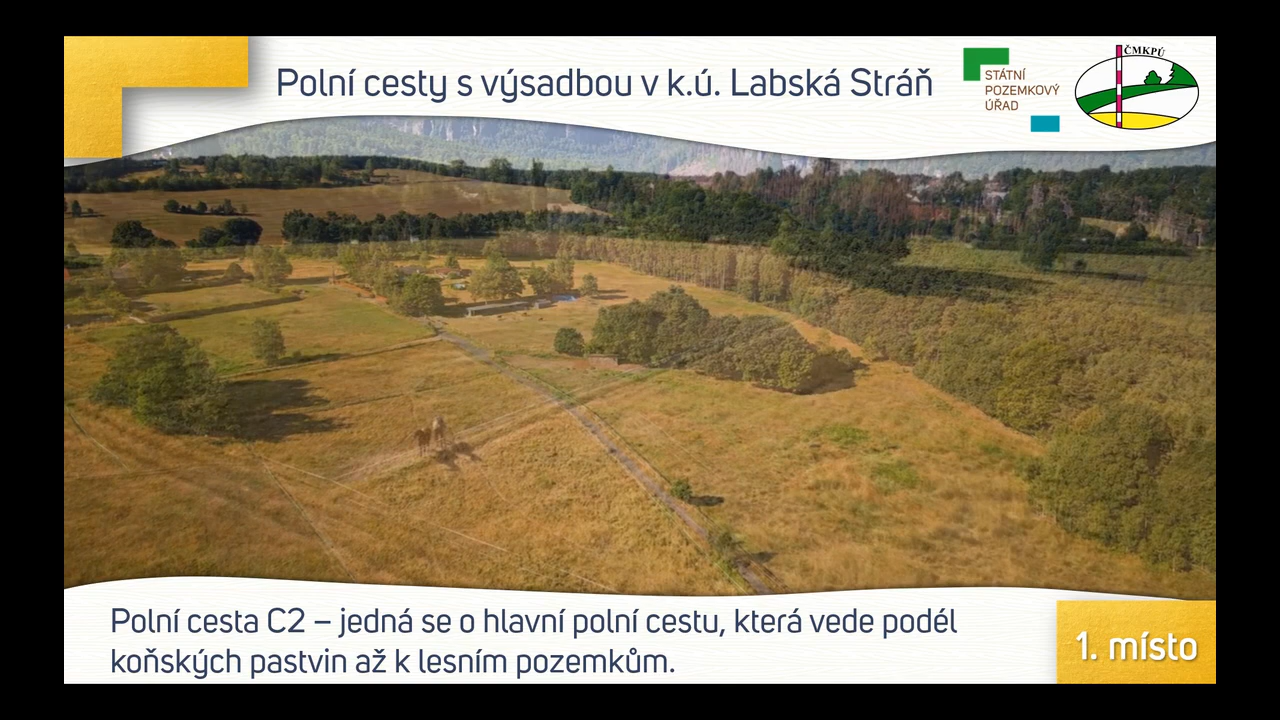 Polní cesty s výsadbou v k.ú. Labská Stráň
STÁTNÍ
POZEMKOVÝ
ÚŘAD
ČMKPÚ
Polní cesta C2 – jedná se o hlavní polní cestu, která vede podél
koňských pastvin až k lesním pozemkům.
1. místo